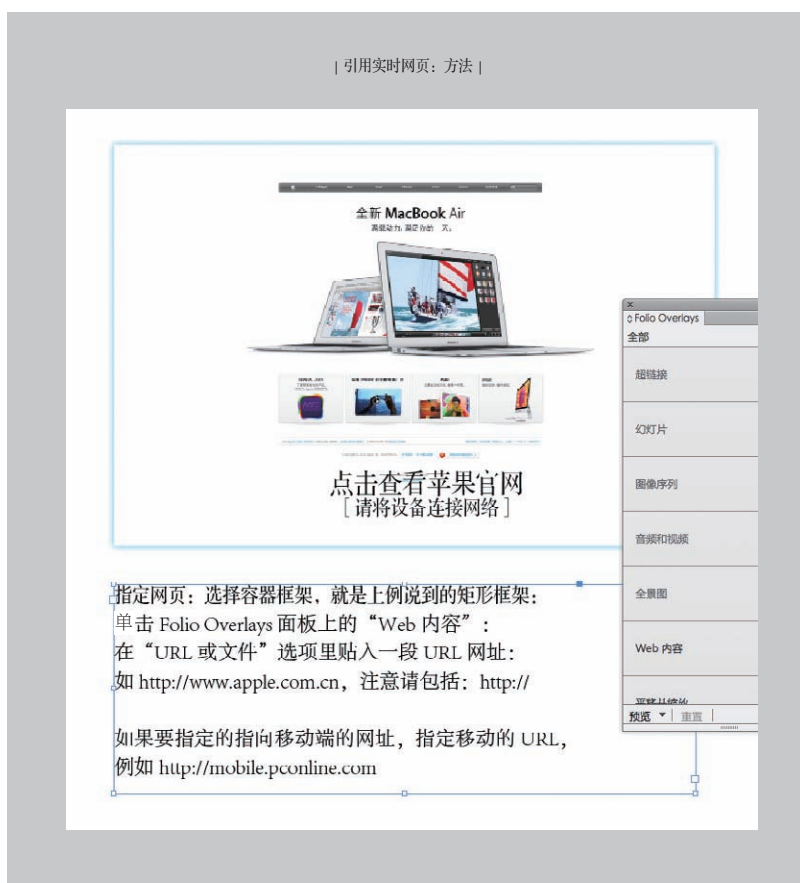 | 引用实时网页：方法 |
全新 MacBook Air
点击查看苹果官网
[ 请将设备连接网络 ]
Folio Overlays
全部
超链接
幻灯片
图像序列
音频和视频
全景图
Web 内容
平移和缩放
预览
重置
指定网页：选择容器框架，就是上例说到的矩形框架：
单击 Folio Overlays 面板上的“Web 内容”：
在“URL 或文件”选项里贴入一段 URL 网址：
如 http://www.apple.com.cn，注意请包括：http://
如果要指定的指向移动端的网址，指定移动的 URL，
例如 http://mobile.pconline.com